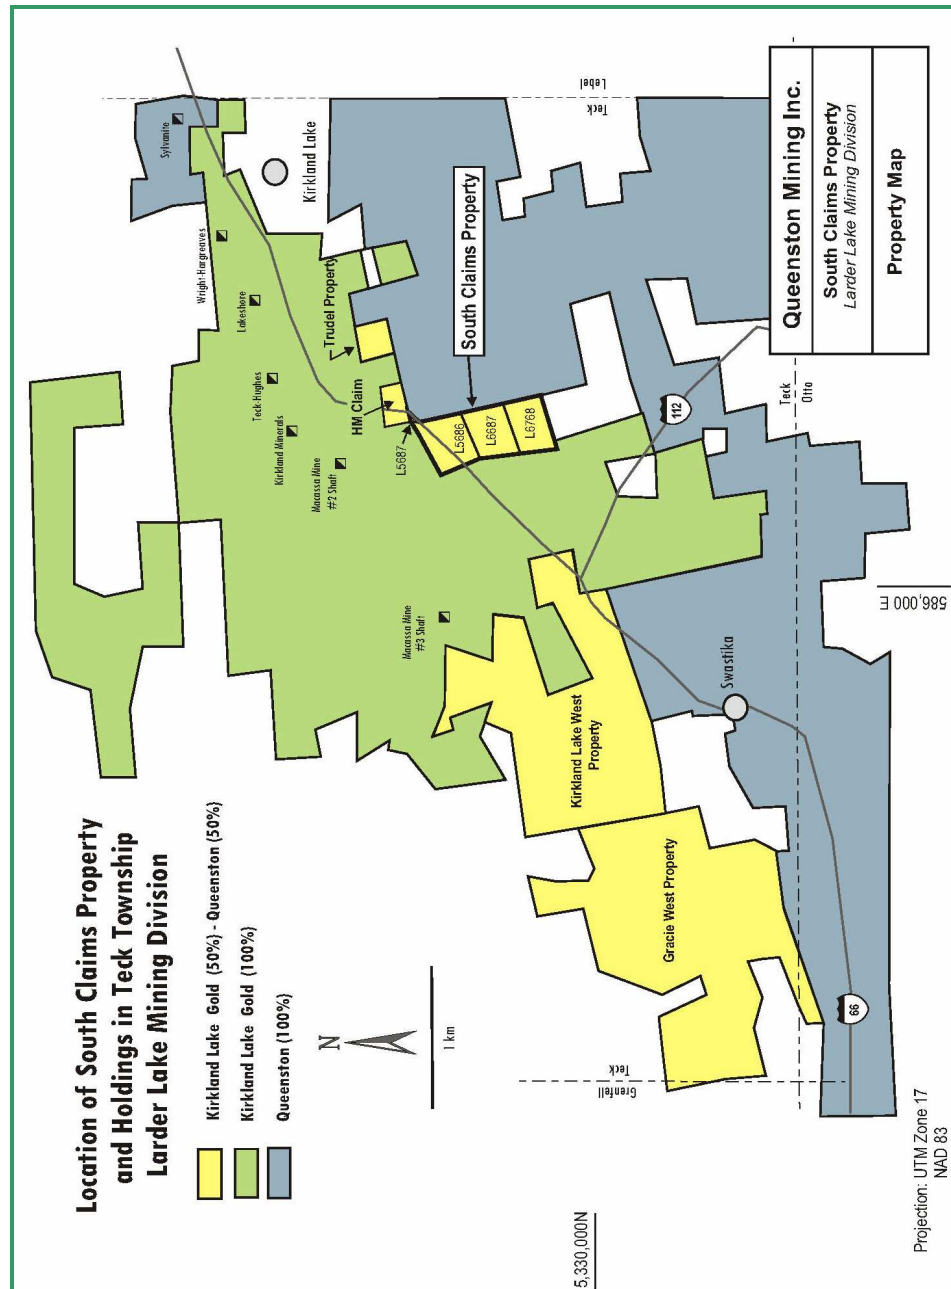 Location of South Claims Property
and Holdings in Teck Township
Larder Lake Mining Division
Kirkland Lake Gold (50%) - Queenston (50%)
Kirkland Lake Gold (100%)
Queenston (100%)
N
1 km
Sylvanite
Kirkland Lake
Wright-Hargreaves
Lakeshore
Teck-Hughes
Kirkland Minerals
Macassa Mine
#2 Shaft
Macassa Mine
#3 Shaft
Trudel Property
HM Claim
South Claims Property
L5687
L5686
L6687
L6768
Kirkland Lake West
Property
Gracie West Property
Swastika
112
66
Lebel
Teck
Teck
Otto
Grenfell
Teck
586,000 E
5,330,000N
Queenston Mining Inc.
South Claims Property
Larder Lake Mining Division
Property Map
Projection: UTM Zone 17
NAD 83